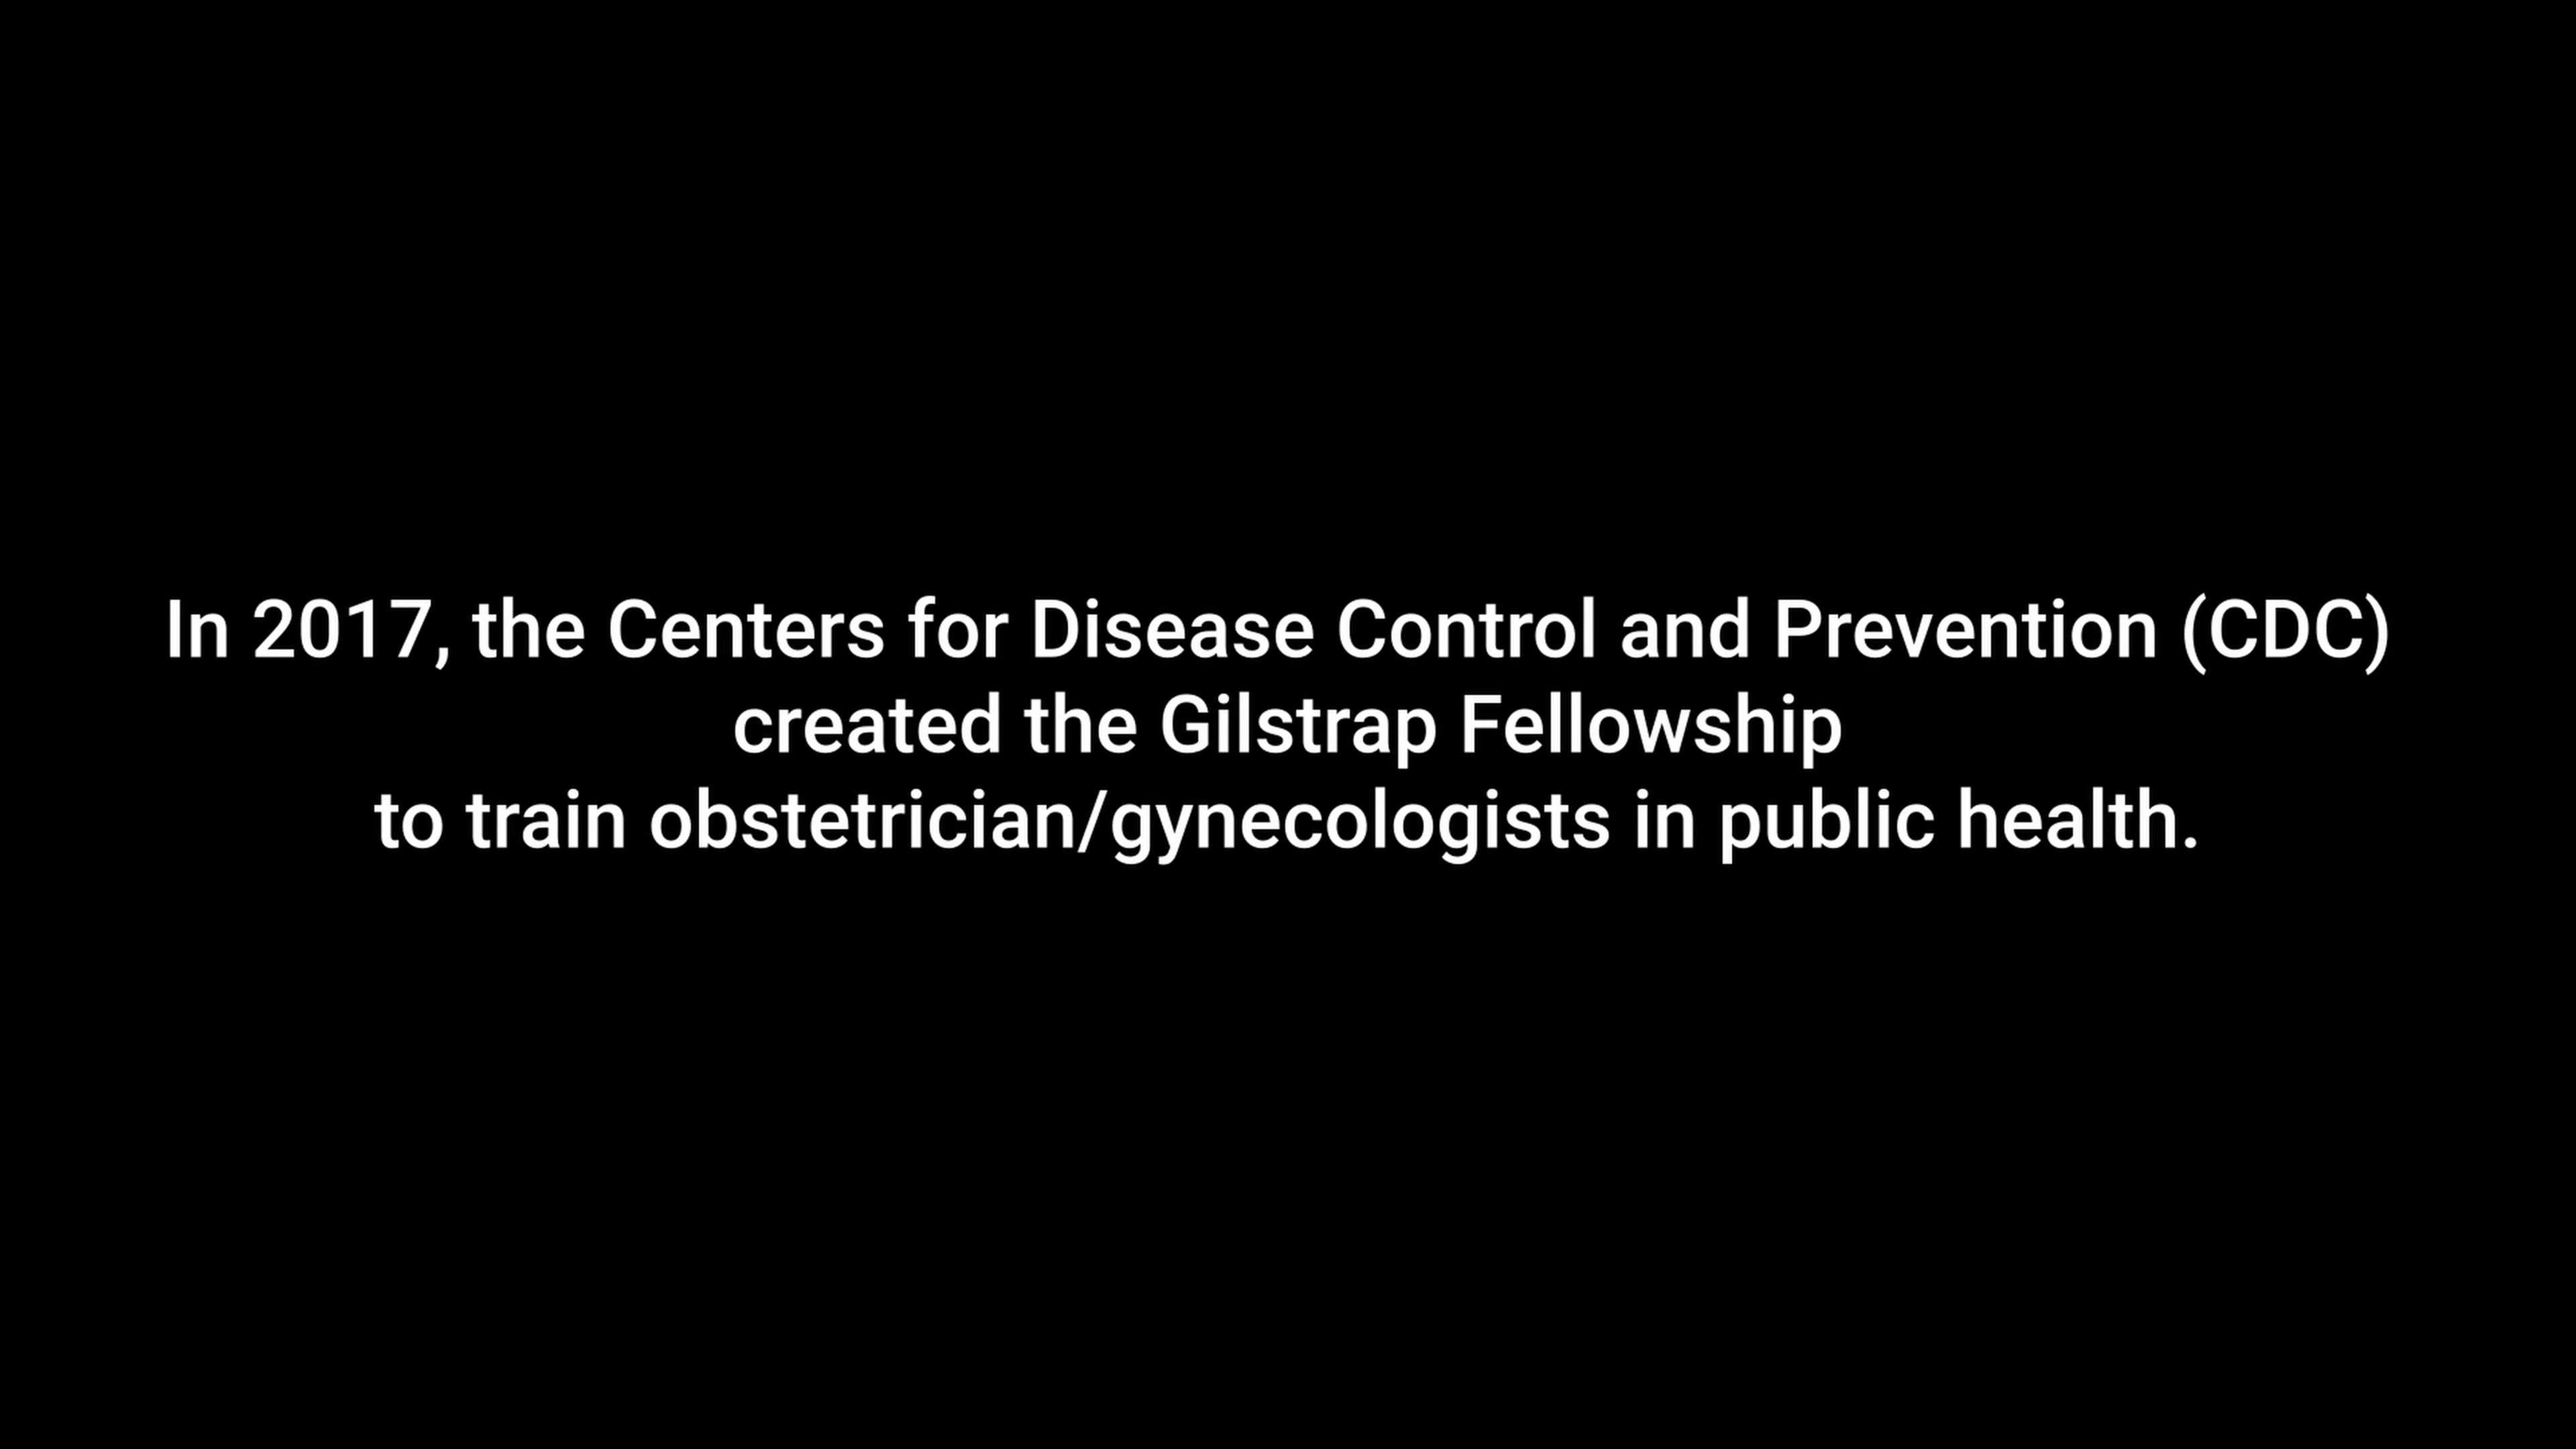 In 2017, the Centers for Disease Control and Prevention (CDC)
created the Gilstrap Fellowship
to train obstetrician/gynecologists in public health.